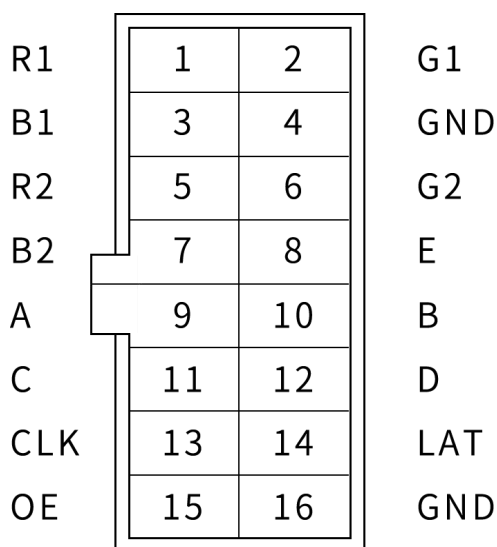 R1 1 2 G1
B1 3 4 GND
R2 5 6 G2
B2 7 8 E
A 9 10 B
C 11 12 D
CLK 13 14 LAT
OE 15 16 GND